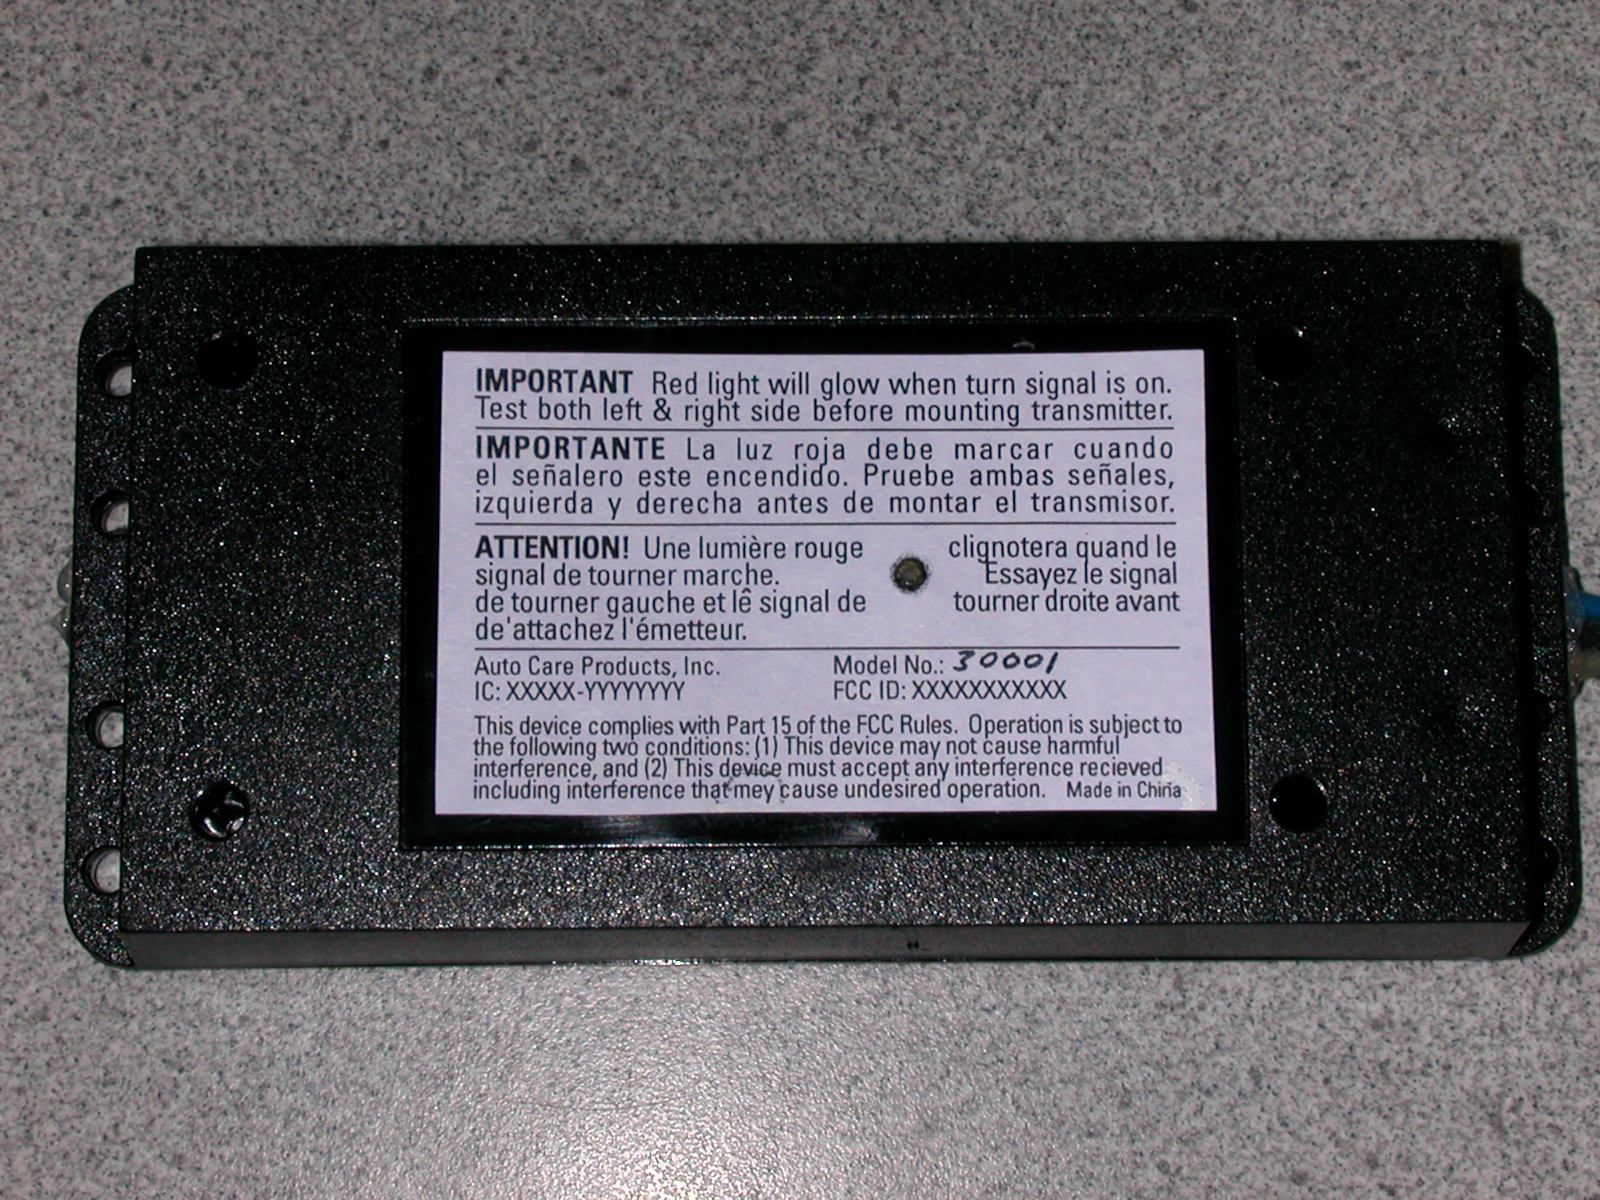 IMPORTANT Red light will glow when turn signal is on.
Test both left & right side before mounting transmitter.
IMPORTANTE La luz roja debe marcar cuando
el señalero este encendido. Pruebe ambas señales,
izquierda y derecha antes de montar el transmisor.
ATTENTION! Une lumière rouge clignotera quand le
signal de tourner marche. Essayez le signal
de tourner gauche et lê signal de tourner droite avant
de'attachez l'émetteur.
Auto Care Products, Inc. Model No.: 30001
IC: XXXXX-YYYYYYYY FCC ID: XXXXXXXXXXX
This device complies with Part 15 of the FCC Rules. Operation is subject to
the following two conditions: (1) This device may not cause harmful
interference, and (2) This device must accept any interference recieved
including interference that mey cause undesired operation. Made in China